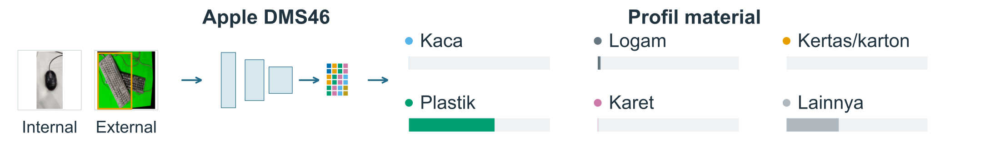 Apple DMS46
Profil material
Kaca
Logam
Kertas/karton
Plastik
Karet
Lainnya
Internal
External